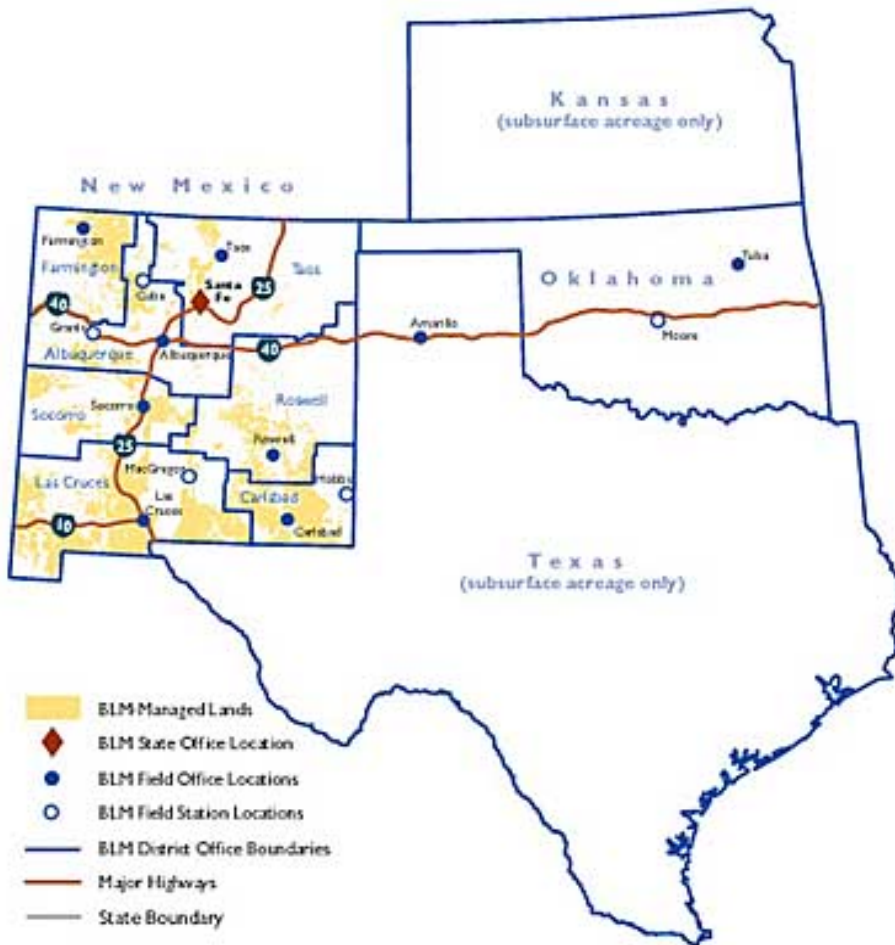 Kansas
(subsurface acreage only)
New Mexico
Farmington
Farmington
Taos
Taos
Cuba
Santa
Fe
25
Oklahoma
Tulsa
40
Grants
Albuquerque
Albuquerque
40
Amarillo
Moore
Socorro
Socorro
Roswell
Roswell
25
MacGregor
Hobbs
Las Cruces
Las
Cruces
Carlsbad
Carlsbad
10
Texas
(subsurface acreage only)
BLM-Managed Lands
BLM State Office Location
BLM Field Office Locations
BLM Field Station Locations
BLM District Office Boundaries
Major Highways
State Boundary